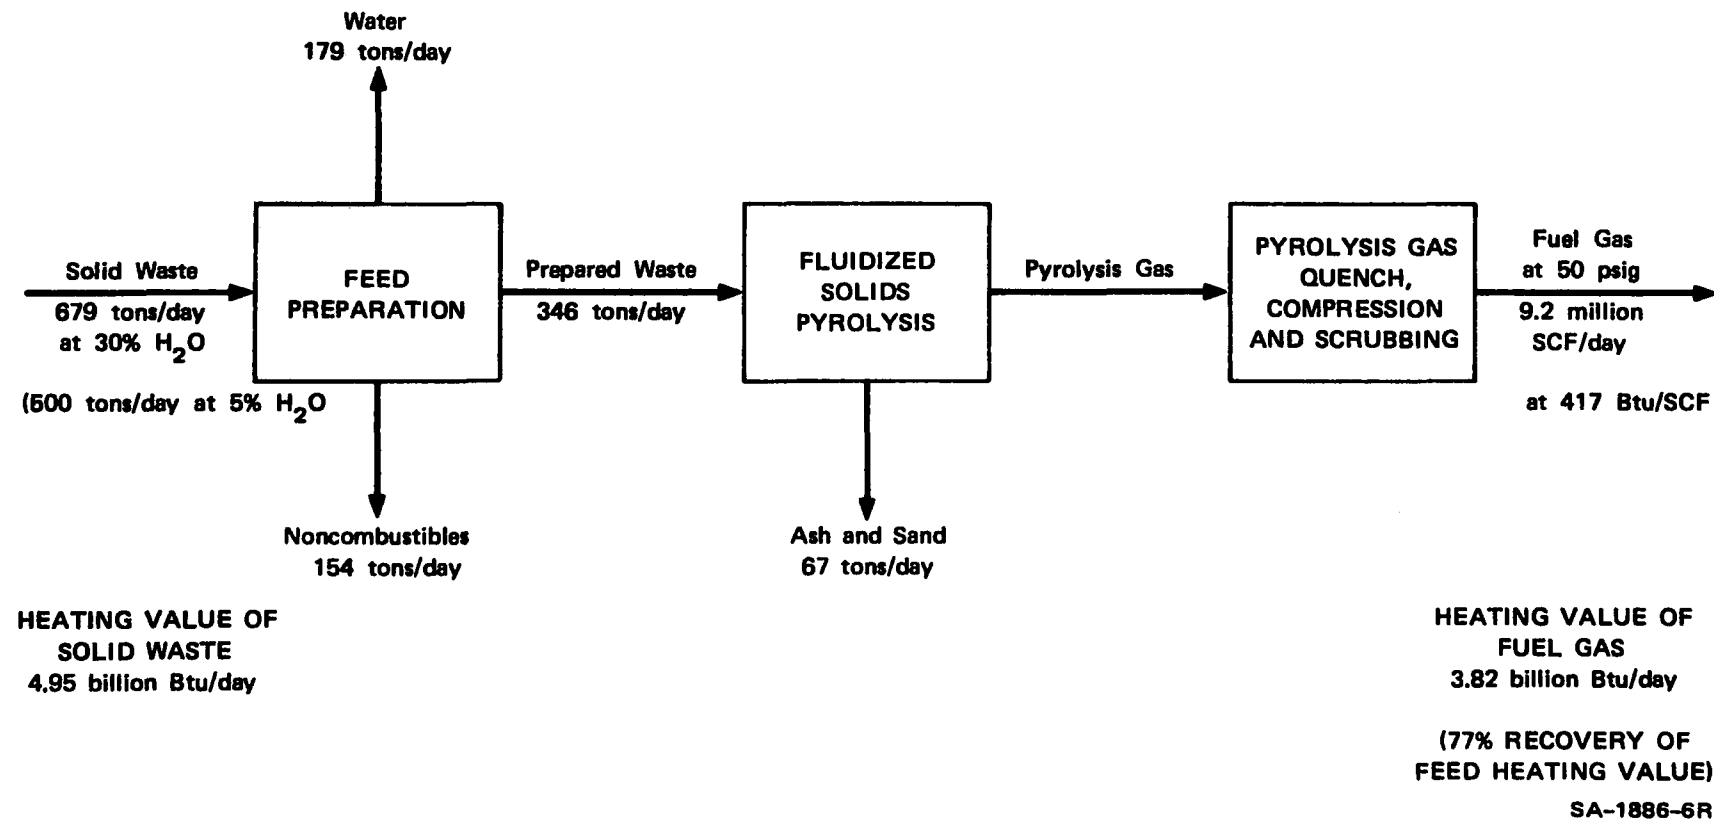 Water
179 tons/day
Solid Waste
679 tons/day
at 30% H2O
(500 tons/day at 5% H2O
FEED
PREPARATION
Noncombustibles
154 tons/day
Prepared Waste
346 tons/day
FLUIDIZED
SOLIDS
PYROLYSIS
Ash and Sand
67 tons/day
Pyrolysis Gas
PYROLYSIS GAS
QUENCH,
COMPRESSION
AND SCRUBBING
Fuel Gas
at 50 psig
9.2 million
SCF/day
at 417 Btu/SCF
HEATING VALUE OF
SOLID WASTE
4.95 billion Btu/day
HEATING VALUE OF
FUEL GAS
3.82 billion Btu/day
(77% RECOVERY OF
FEED HEATING VALUE)
SA-1886-6R